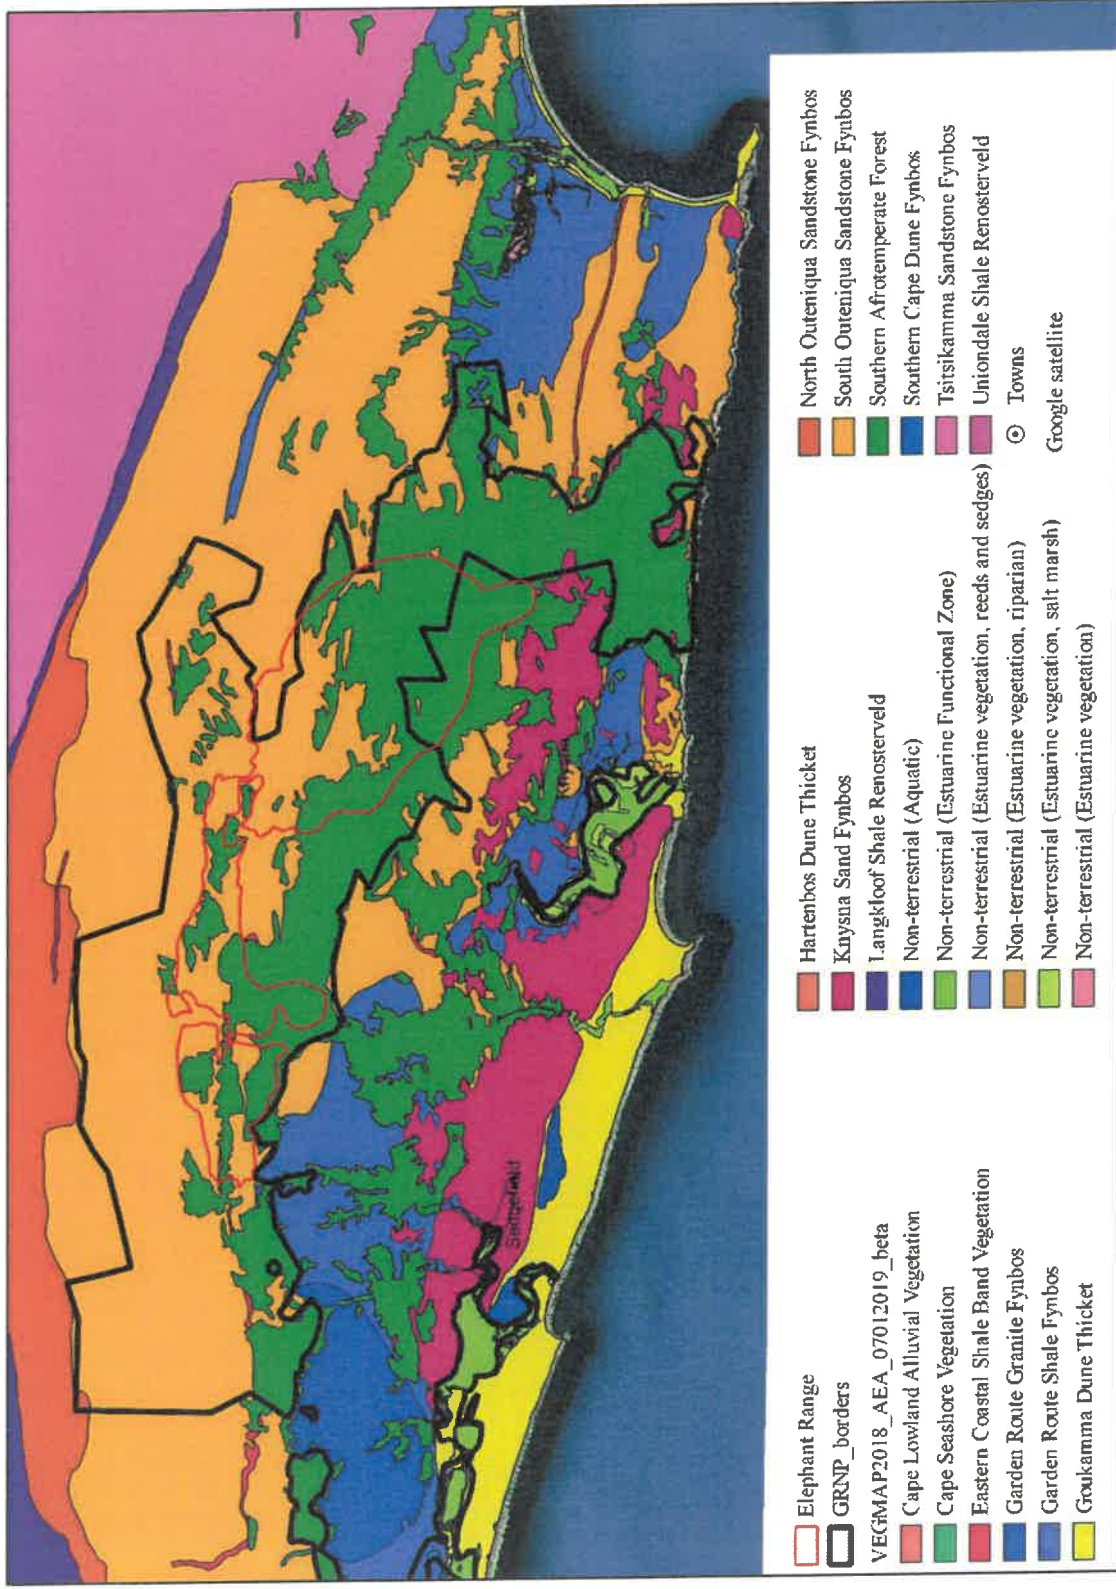 Sedgefield
Elephant Range
GRNP_borders
VEGMAP2018_AEA_07012019_beta
Cape Lowland Alluvial Vegetation
Cape Seashore Vegetation
Eastern Coastal Shale Band Vegetation
Garden Route Granite Fynbos
Garden Route Shale Fynbos
Goukamma Dune Thicket
Hartenbos Dune Thicket
Knysna Sand Fynbos
Langkloof Shale Renosterveld
Non-terrestrial (Aquatic)
Non-terrestrial (Estuarine Functional Zone)
Non-terrestrial (Estuarine vegetation, reeds and sedges)
Non-terrestrial (Estuarine vegetation, riparian)
Non-terrestrial (Estuarine vegetation, salt marsh)
Non-terrestrial (Estuarine vegetation)
North Outeniqua Sandstone Fynbos
South Outeniqua Sandstone Fynbos
Southern Afrotemperate Forest
Southern Cape Dune Fynbos
Tsitsikamma Sandstone Fynbos
Uniondale Shale Renosterveld
Towns
Google satellite